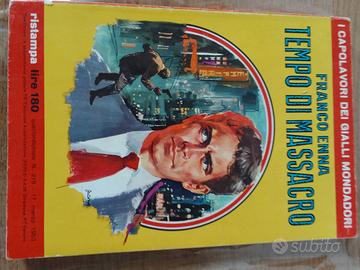 I CAPOLAVORI DEI GIALLI MONDADORI
FRANCO ENNA
TEMPO DI MASSACRO
ristampa lire 180
subito